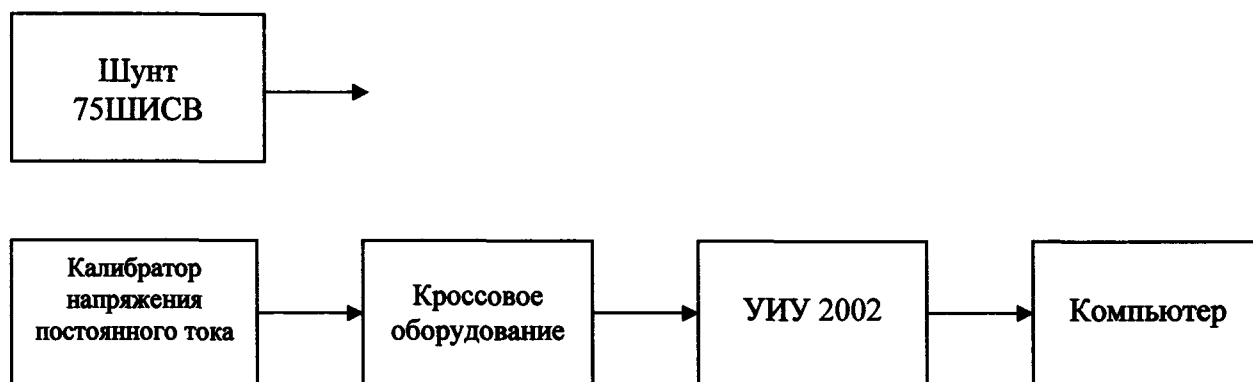 Шунт
75ШИСВ
Калибратор
напряжения
постоянного тока
Кроссовое
оборудование
УИУ 2002
Компьютер